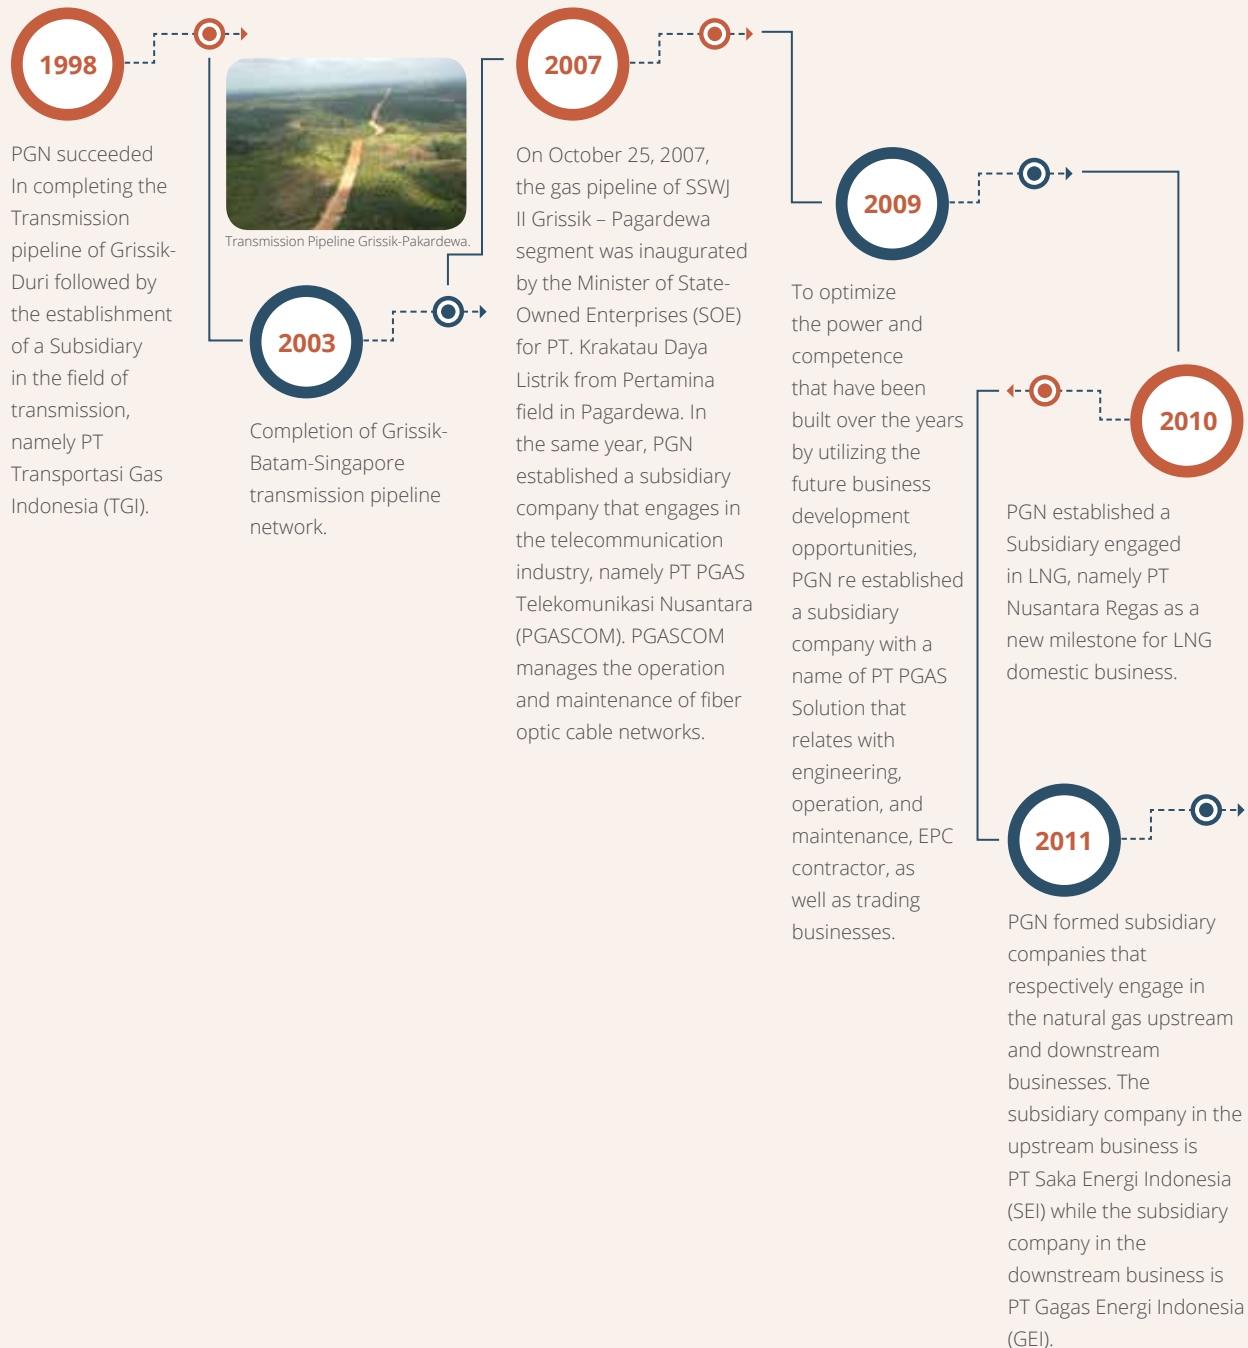 1998
PGN succeeded
In completing the
Transmission
pipeline of Grissik-
Duri followed by
the establishment
of a Subsidiary
in the field of
transmission,
namely PT
Transportasi Gas
Indonesia (TGI).
Transmission Pipeline Grissik-Pakardewa.
2003
Completion of Grissik-
Batam-Singapore
transmission pipeline
network.
2007
On October 25, 2007,
the gas pipeline of SSWJ
II Grissik – Pagardewa
segment was inaugurated
by the Minister of State-
Owned Enterprises (SOE)
for PT. Krakatau Daya
Listrik from Pertamina
field in Pagardewa. In
the same year, PGN
established a subsidiary
company that engages in
the telecommunication
industry, namely PT PGAS
Telekomunikasi Nusantara
(PGASCOM). PGASCOM
manages the operation
and maintenance of fiber
optic cable networks.
2009
To optimize
the power and
competence
that have been
built over the years
by utilizing the
future business
development
opportunities,
PGN re established
a subsidiary
company with a
name of PT PGAS
Solution that
relates with
engineering,
operation, and
maintenance, EPC
contractor, as
well as trading
businesses.
2010
PGN established a
Subsidiary engaged
in LNG, namely PT
Nusantara Regas as a
new milestone for LNG
domestic business.
2011
PGN formed subsidiary
companies that
respectively engage in
the natural gas upstream
and downstream
businesses. The
subsidiary company in the
upstream business is
PT Saka Energi Indonesia
(SEI) while the subsidiary
company in the
downstream business is
PT Gagas Energi Indonesia
(GEI).